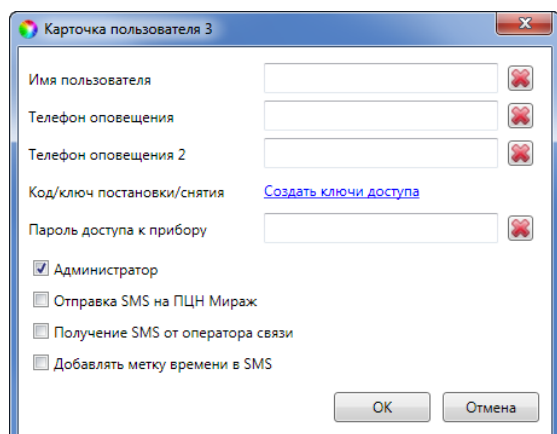 Карточка пользователя 3
Имя пользователя
Телефон оповещения
Телефон оповещения 2
Код/ключ постановки/снятия Создать ключи доступа
Пароль доступа к прибору
Администратор
Отправка SMS на ПЦН Мираж
Получение SMS от оператора связи
Добавлять метку времени в SMS
ОК Отмена